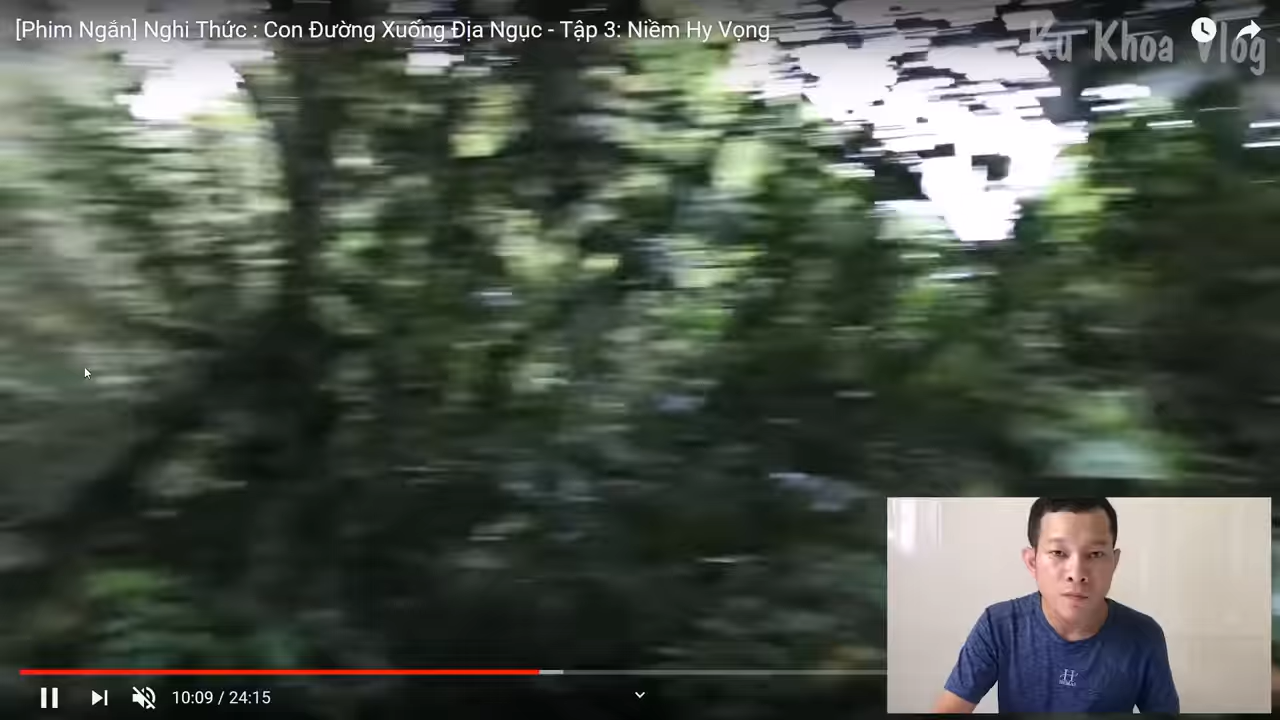 [Phim Ngắn] Nghi Thức : Con Đường Xuống Địa Ngục - Tập 3: Niềm Hy Vọng
Ku Khoa Vlog
10:09 / 24:15